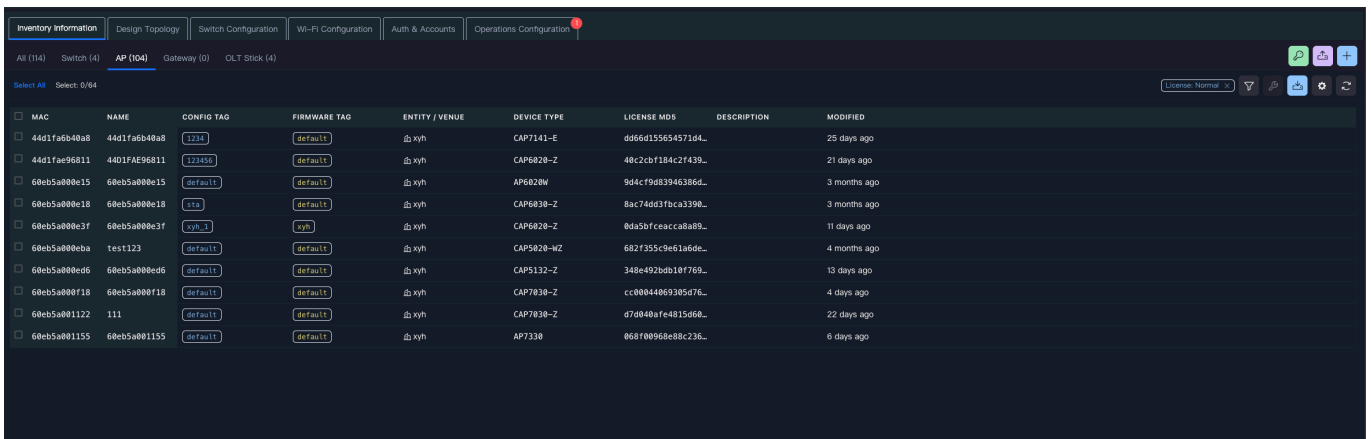 Inventory Information Design Topology Switch Configuration Wi-Fi Configuration Auth & Accounts Operations Configuration 1
All (114) Switch (4) AP (104) Gateway (0) OLT Stick (4)
Select All Select: 0/64 License: Normal ×
MAC NAME CONFIG TAG FIRMWARE TAG ENTITY / VENUE DEVICE TYPE LICENSE MD5 DESCRIPTION MODIFIED
44d1fa6b40a8 44d1fa6b40a8 1234 default xyh CAP7141-E dd66d155654571d4… 25 days ago
44d1fae96811 44D1FAE96811 123456 default xyh CAP6020-Z 40c2cbf184c2f439… 21 days ago
60eb5a000e15 60eb5a000e15 default default xyh AP6020W 9d4cf9d83946386d… 3 months ago
60eb5a000e18 60eb5a000e18 sta default xyh CAP6030-Z 8ac74dd3fbca3390… 3 months ago
60eb5a000e3f 60eb5a000e3f xyh_1 xyh xyh CAP6020-Z 0da5bfceacca8a89… 11 days ago
60eb5a000eba test123 default default xyh CAP5020-WZ 682f355c9e61a6de… 4 months ago
60eb5a000ed6 60eb5a000ed6 default default xyh CAP5132-Z 348e492bdb10f769… 13 days ago
60eb5a000f18 60eb5a000f18 default default xyh CAP7030-Z cc00044069305d76… 4 days ago
60eb5a001122 111 default default xyh CAP7030-Z d7d040afe4815d60… 22 days ago
60eb5a001155 60eb5a001155 default default xyh AP7330 068f00968e88c236… 6 days ago